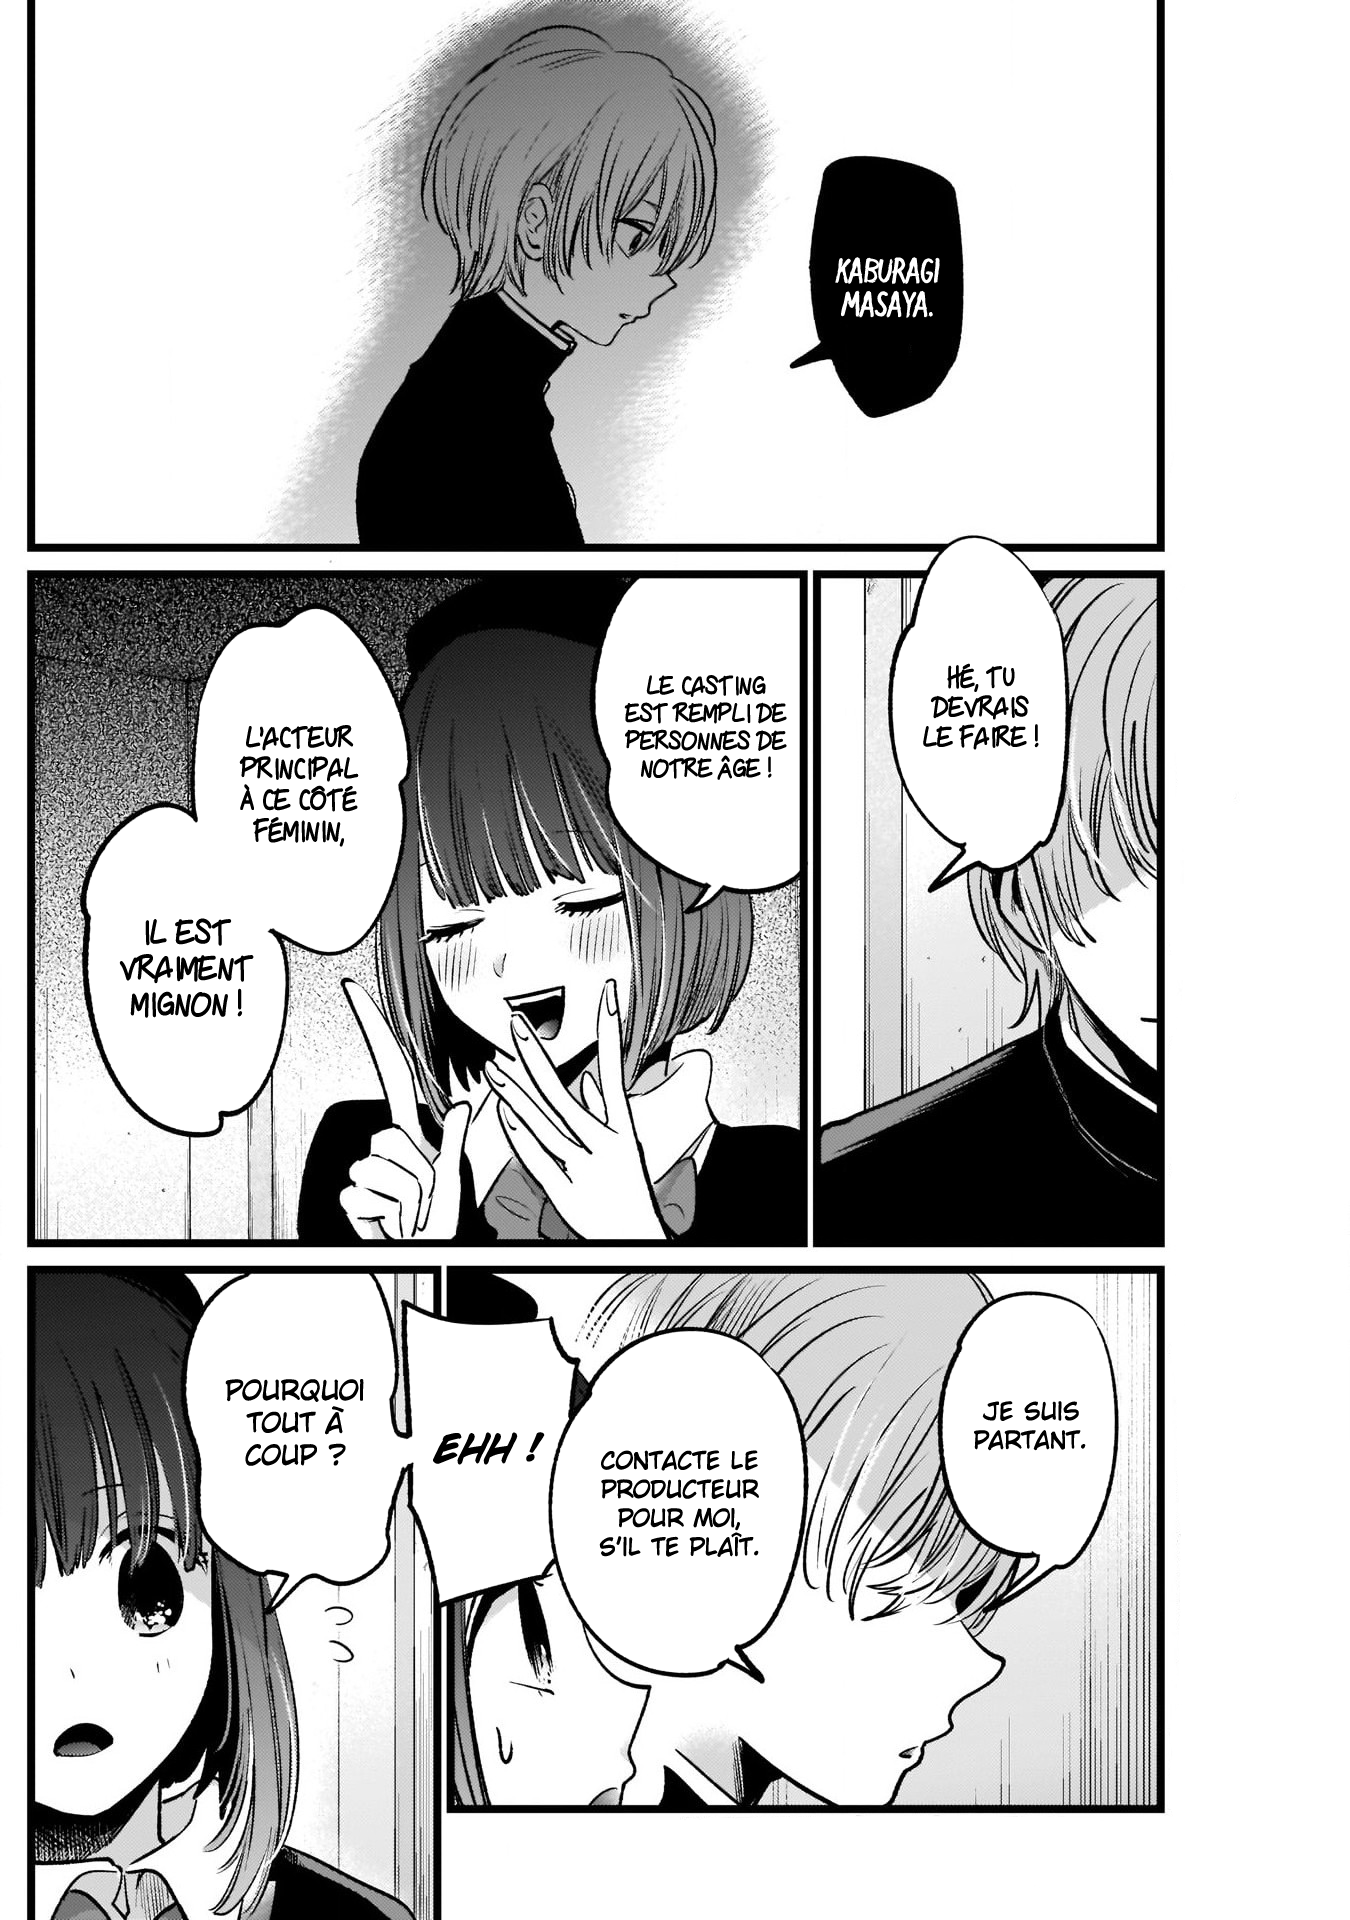 KABURAGI
MASAYA.
HÉ, TU
DEVRAIS
LE FAIRE !
LE CASTING
EST REMPLI DE
PERSONNES DE
NOTRE ÂGE !
L'ACTEUR
PRINCIPAL
À CE CÔTÉ
FÉMININ,
IL EST
VRAIMENT
MIGNON !
JE SUIS
PARTANT.
CONTACTE LE
PRODUCTEUR
POUR MOI,
S'IL TE PLAÎT.
EHH !
POURQUOI
TOUT À
COUP ?